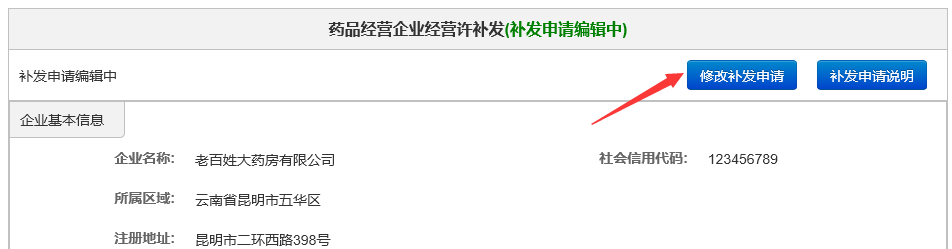 药品经营企业经营许补发(补发申请编辑中)
补发申请编辑中 修改补发申请 补发申请说明
企业基本信息
企业名称: 老百姓大药房有限公司 社会信用代码: 123456789
所属区域: 云南省昆明市五华区
注册地址: 昆明市二环西路398号